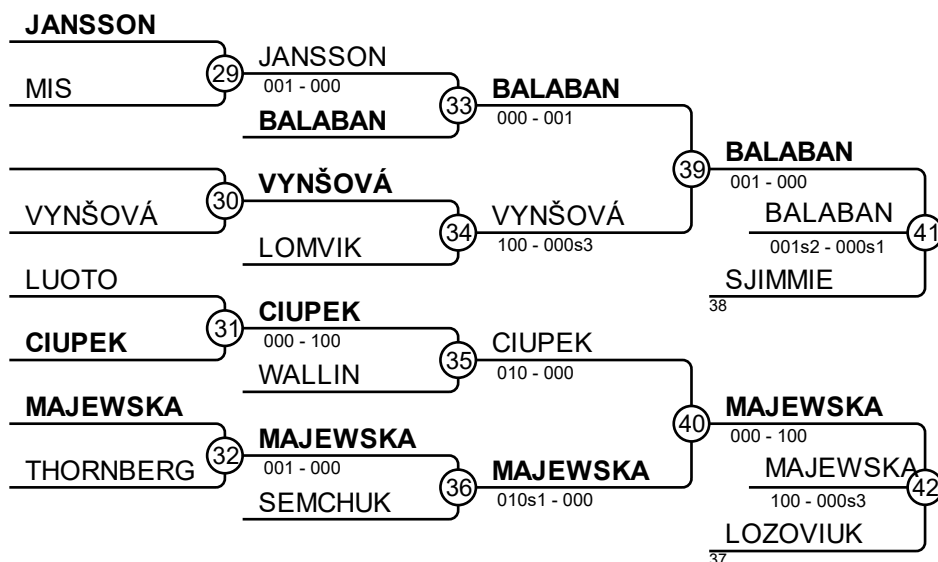 JANSSON
MIS
29
JANSSON
001 - 000
BALABAN
33
BALABAN
000 - 001
VYNŠOVÁ
30
VYNŠOVÁ
LOMVIK
34
VYNŠOVÁ
100 - 000s3
39
BALABAN
001 - 000
BALABAN
001s2 - 000s1
41
SJIMMIE
38
LUOTO
CIUPEK
31
CIUPEK
000 - 100
WALLIN
35
CIUPEK
010 - 000
MAJEWSKA
THORNBERG
32
MAJEWSKA
001 - 000
SEMCHUK
36
MAJEWSKA
010s1 - 000
40
MAJEWSKA
000 - 100
MAJEWSKA
100 - 000s3
42
LOZOVIUK
37